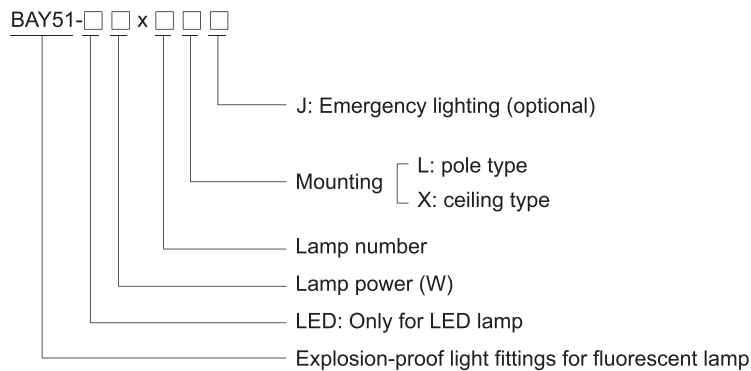 BAY51-□ □ x □ □ □
J: Emergency lighting (optional)
Mounting
L: pole type
X: ceiling type
Lamp number
Lamp power (W)
LED: Only for LED lamp
Explosion-proof light fittings for fluorescent lamp